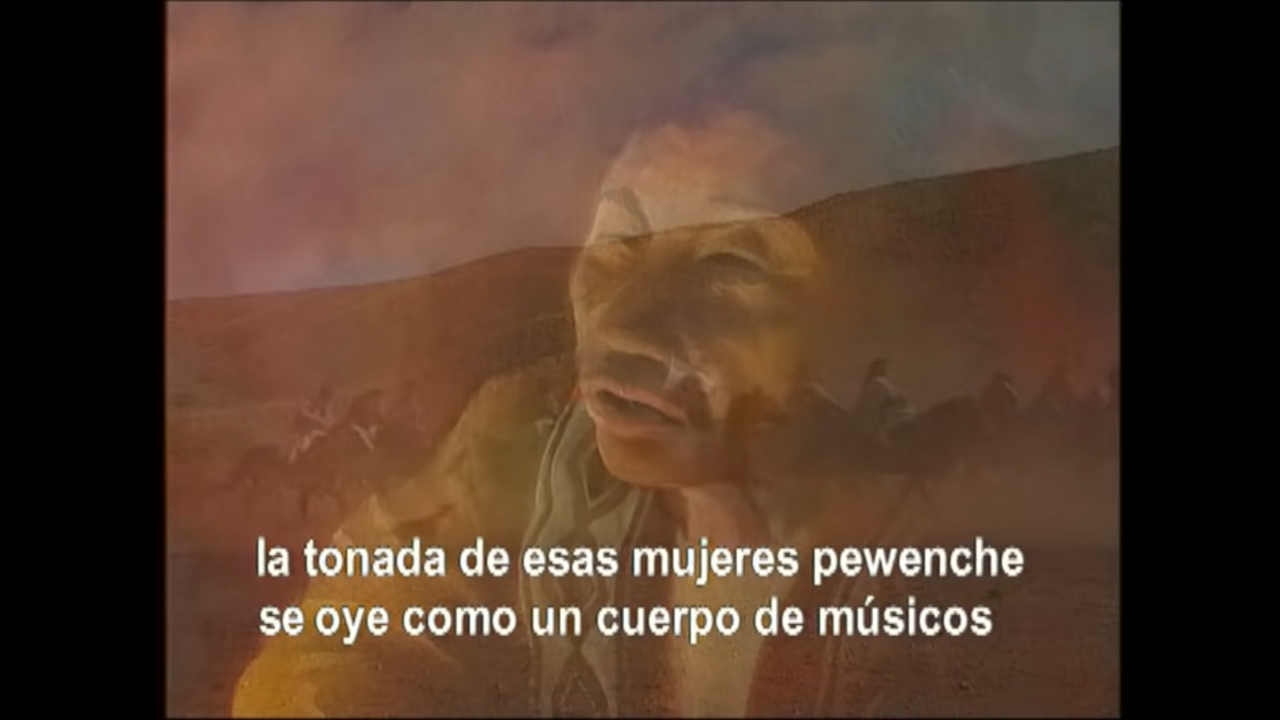 la tonada de esas mujeres pewenche
se oye como un cuerpo de músicos